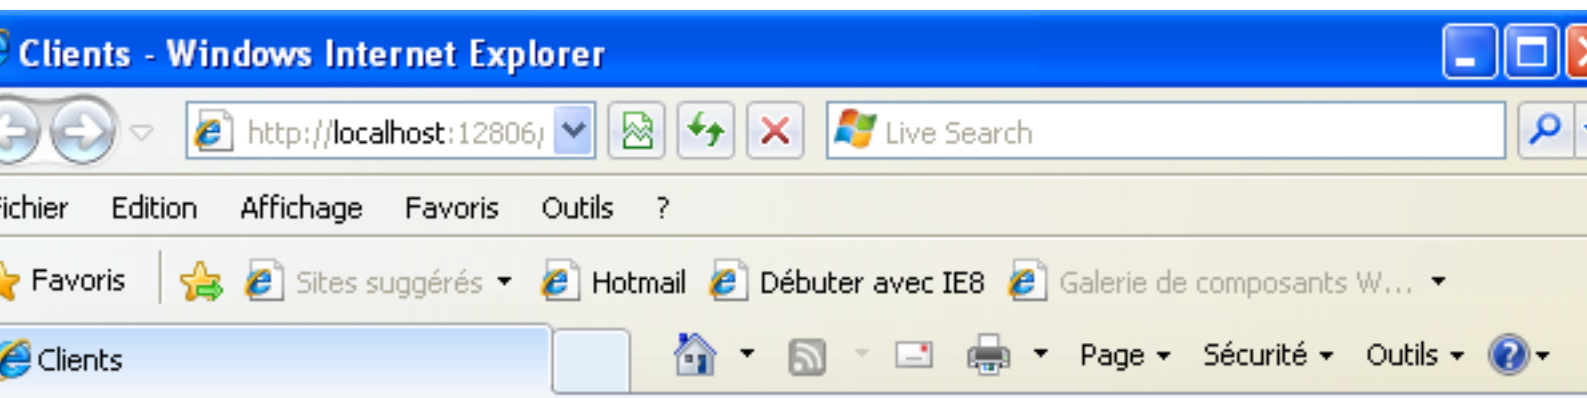 Clients - Windows Internet Explorer
http://localhost:12806/ Live Search
Fichier Edition Affichage Favoris Outils ?
Favoris Sites suggérés Hotmail Débuter avec IE8 Galerie de composants W...
Clients Page Sécurité Outils